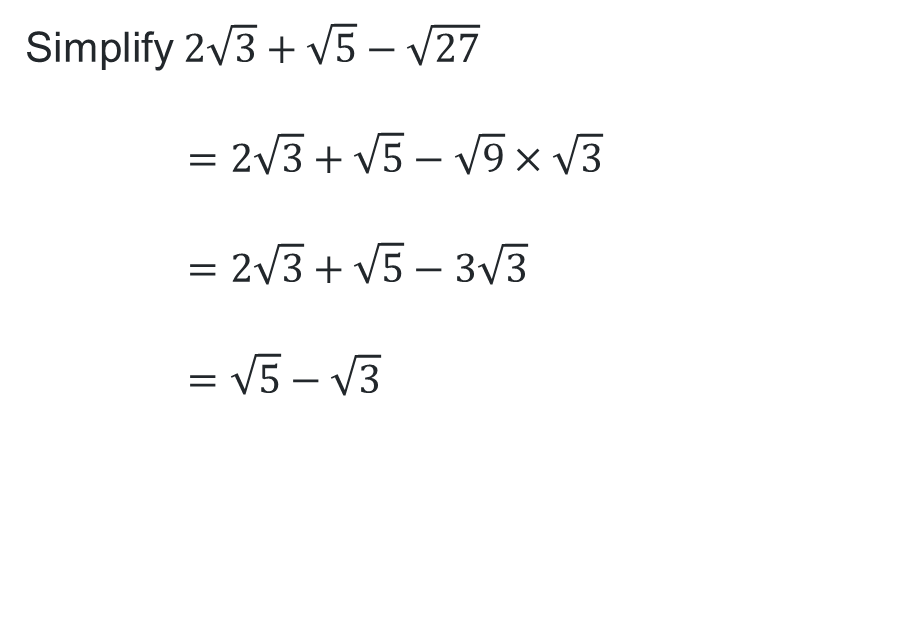 Simplify 2√3 + √5 − √27
= 2√3 + √5 − √9 × √3
= 2√3 + √5 − 3√3
= √5 − √3